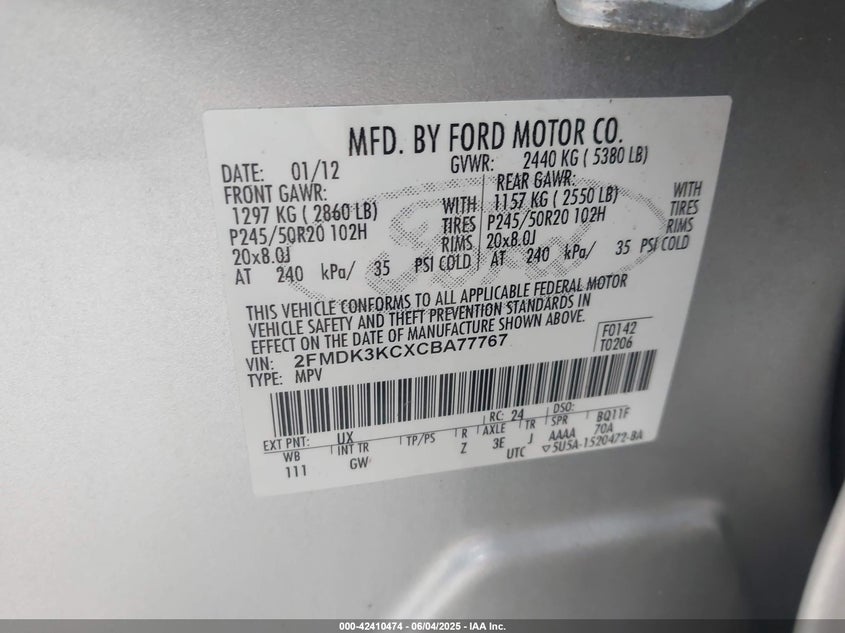 MFD. BY FORD MOTOR CO.
DATE: 01/12 GVWR: 2440 KG ( 5380 LB)
FRONT GAWR: REAR GAWR:
1297 KG ( 2860 LB) WITH 1157 KG ( 2550 LB) WITH
P245/50R20 102H TIRES P245/50R20 102H TIRES
20x8.0J RIMS 20x8.0J RIMS
AT 240 kPa/ 35 PSI COLD AT 240 kPa/ 35 PSI COLD
THIS VEHICLE CONFORMS TO ALL APPLICABLE FEDERAL MOTOR
VEHICLE SAFETY AND THEFT PREVENTION STANDARDS IN
EFFECT ON THE DATE OF MANUFACTURE SHOWN ABOVE.
VIN: 2FMDK3KCXCBA77767 F0142
TYPE: MPV T0206
EXT PNT: UX RC: 24 DSO: BQ11F
WB INT TR TP/PS R AXLE TR SPR 70A
111 GW Z 3E J AAAA
UTC ▽5U5A-1520472-BA
000-42410474 - 06/04/2025 - IAA Inc.